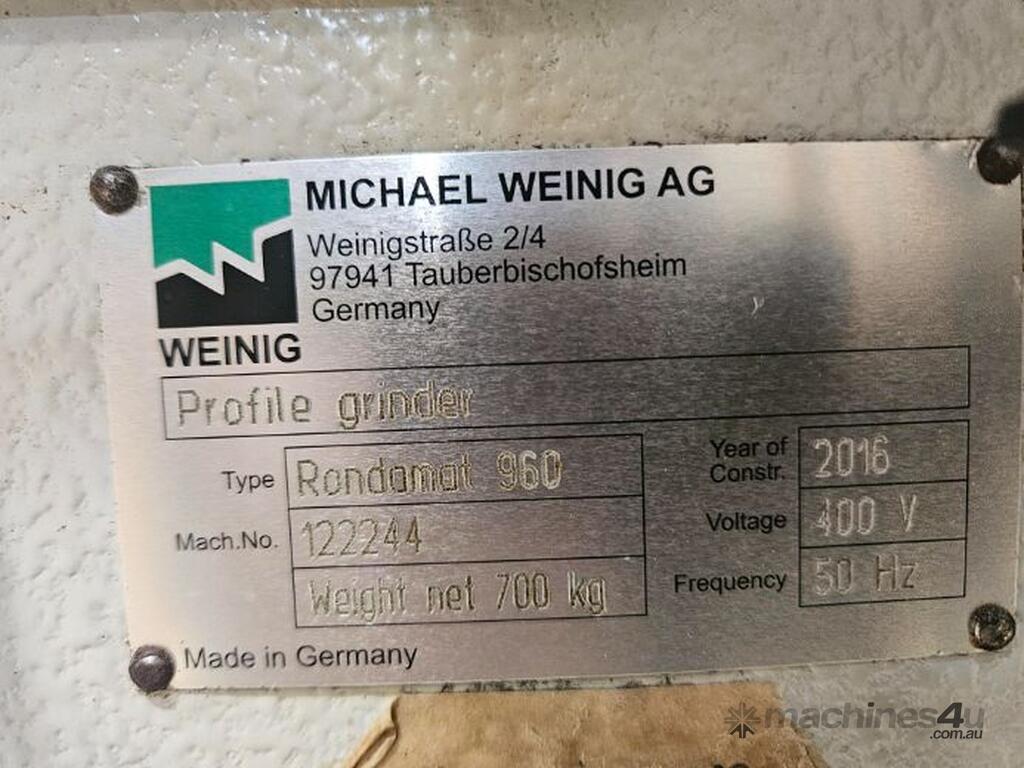 MICHAEL WEINIG AG
Weinigstraße 2/4
97941 Tauberbischofsheim
Germany
WEINIG
Profile grinder
Type Rondamat 960
Mach.No. 122244
Weight net 700 kg
Year of
Constr. 2016
Voltage 400 V
Frequency 50 Hz
Made in Germany
machines4u
.com.au